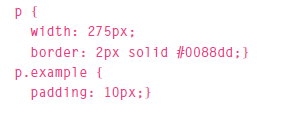 p {
  width: 275px;
  border: 2px solid #0088dd;}
p.example {
  padding: 10px;}